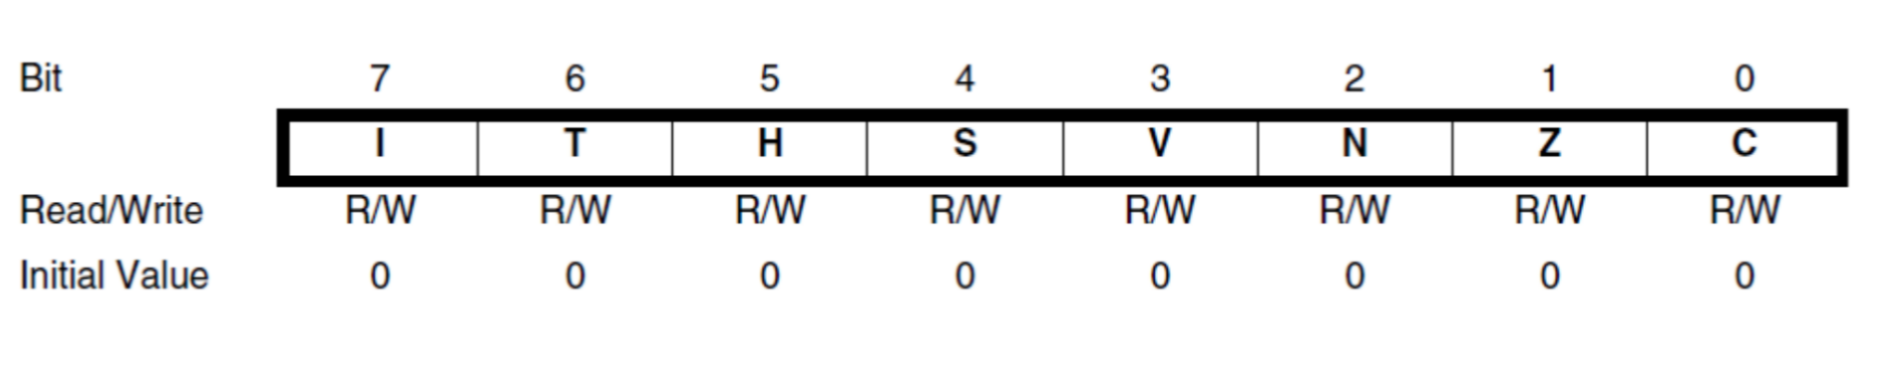 Bit 7 6 5 4 3 2 1 0
I T H S V N Z C
Read/Write R/W R/W R/W R/W R/W R/W R/W R/W
Initial Value 0 0 0 0 0 0 0 0